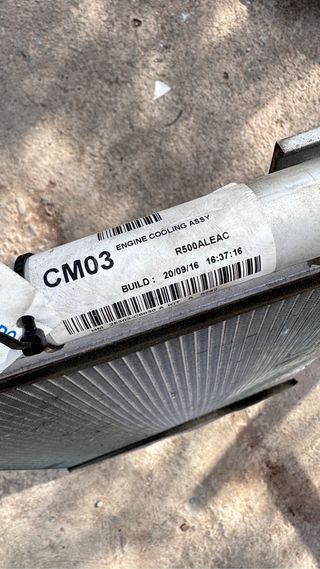 ENGINE COOLING ASSY
CM03
R500ALEAC
BUILD: 20/09/16 16:37:16